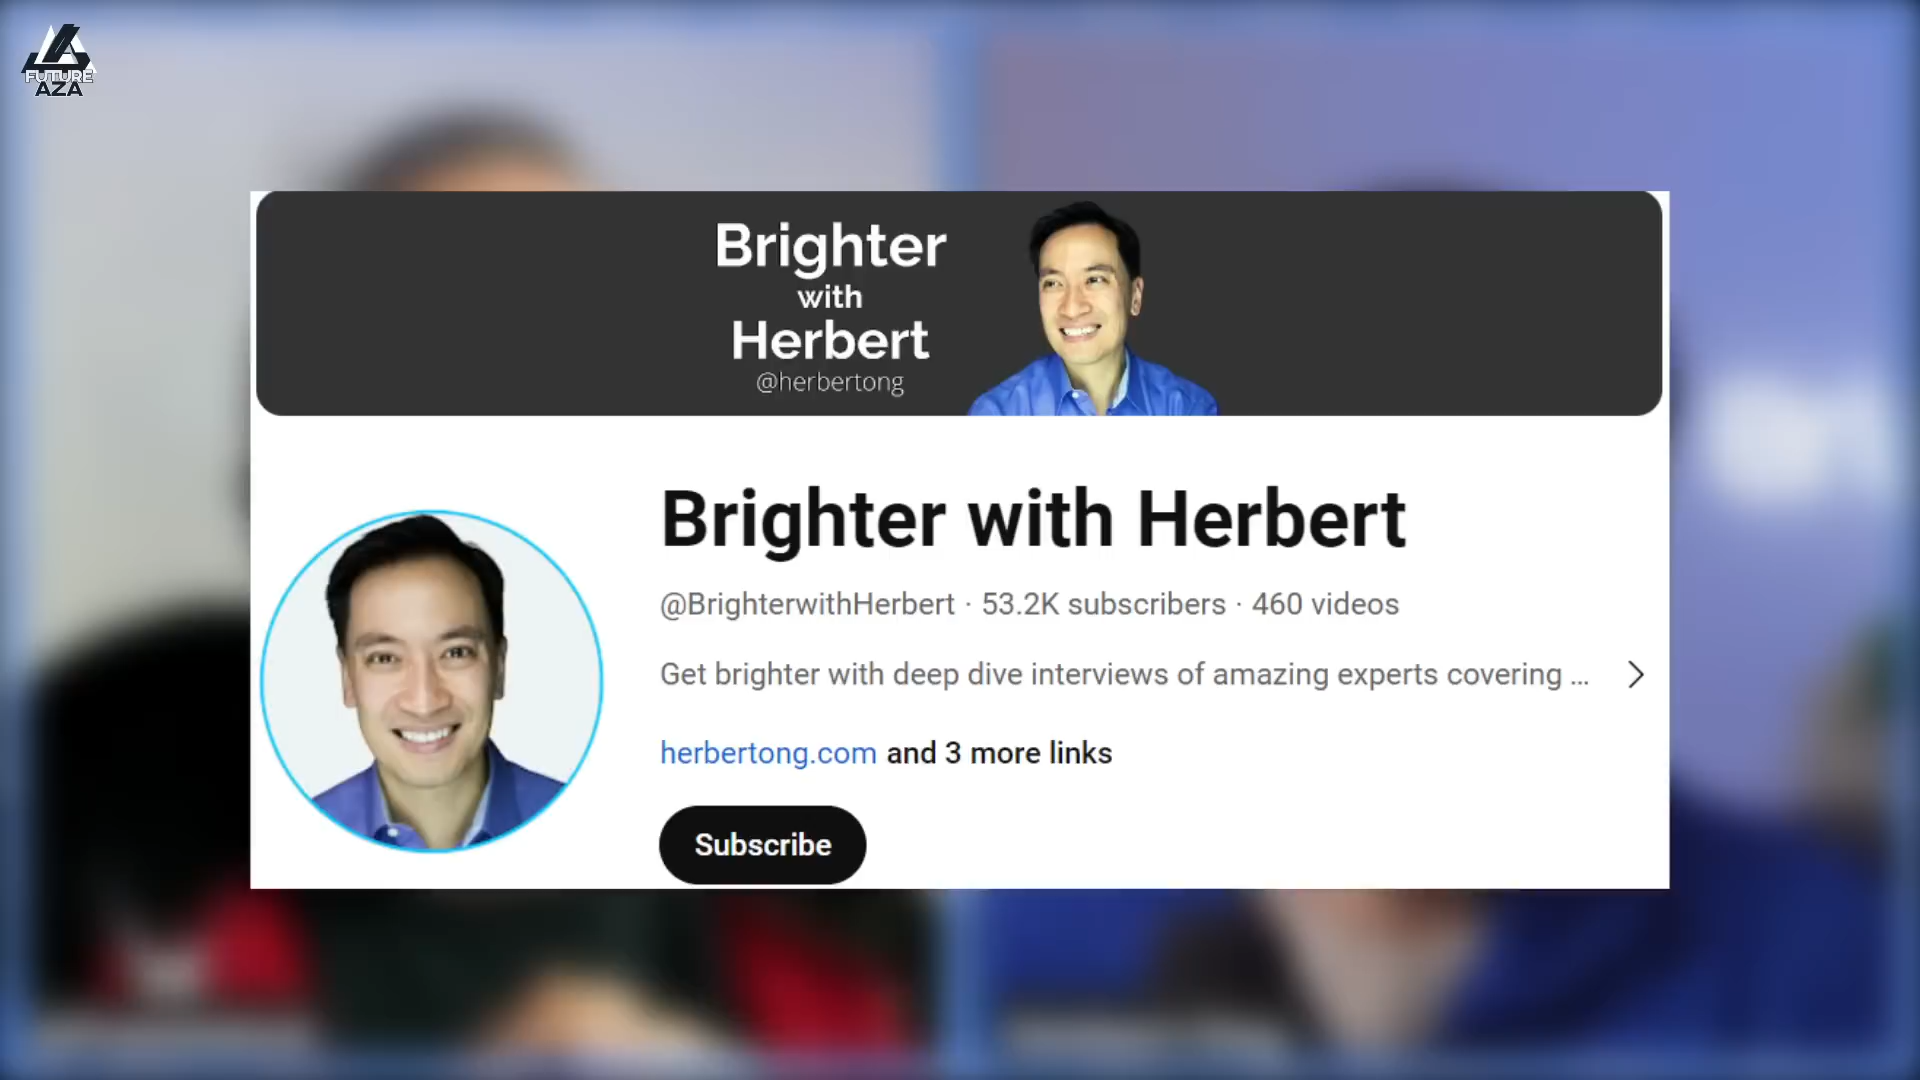 FUTURE
AZA
Brighter
with
Herbert
@herbertong
Brighter with Herbert
@BrighterwithHerbert · 53.2K subscribers · 460 videos
Get brighter with deep dive interviews of amazing experts covering ...
herbertong.com and 3 more links
Subscribe